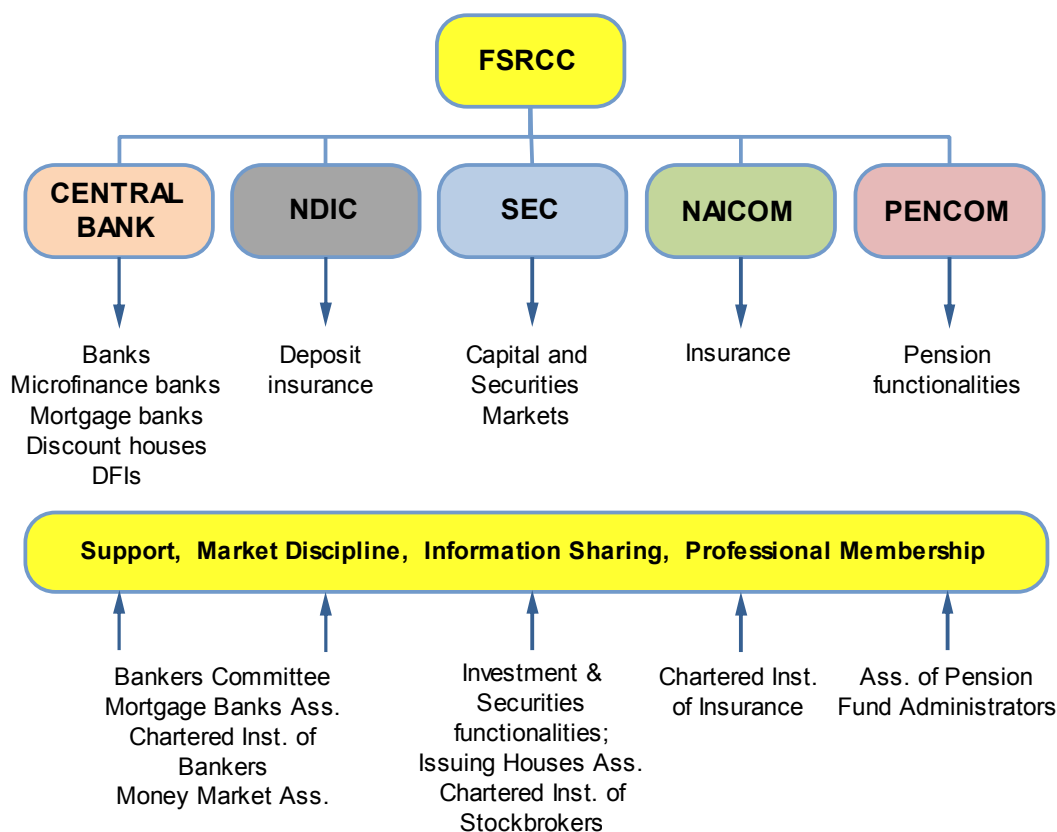 FSRCC
CENTRAL
BANK
NDIC
SEC
NAICOM
PENCOM
Banks
Microfinance banks
Mortgage banks
Discount houses
DFIs
Deposit
insurance
Capital and
Securities
Markets
Insurance
Pension
functionalities
Support, Market Discipline, Information Sharing, Professional Membership
Bankers Committee
Mortgage Banks Ass.
Chartered Inst. of
Bankers
Money Market Ass.
Investment &
Securities
functionalities;
Issuing Houses Ass.
Chartered Inst. of
Stockbrokers
Chartered Inst.
of Insurance
Ass. of Pension
Fund Administrators